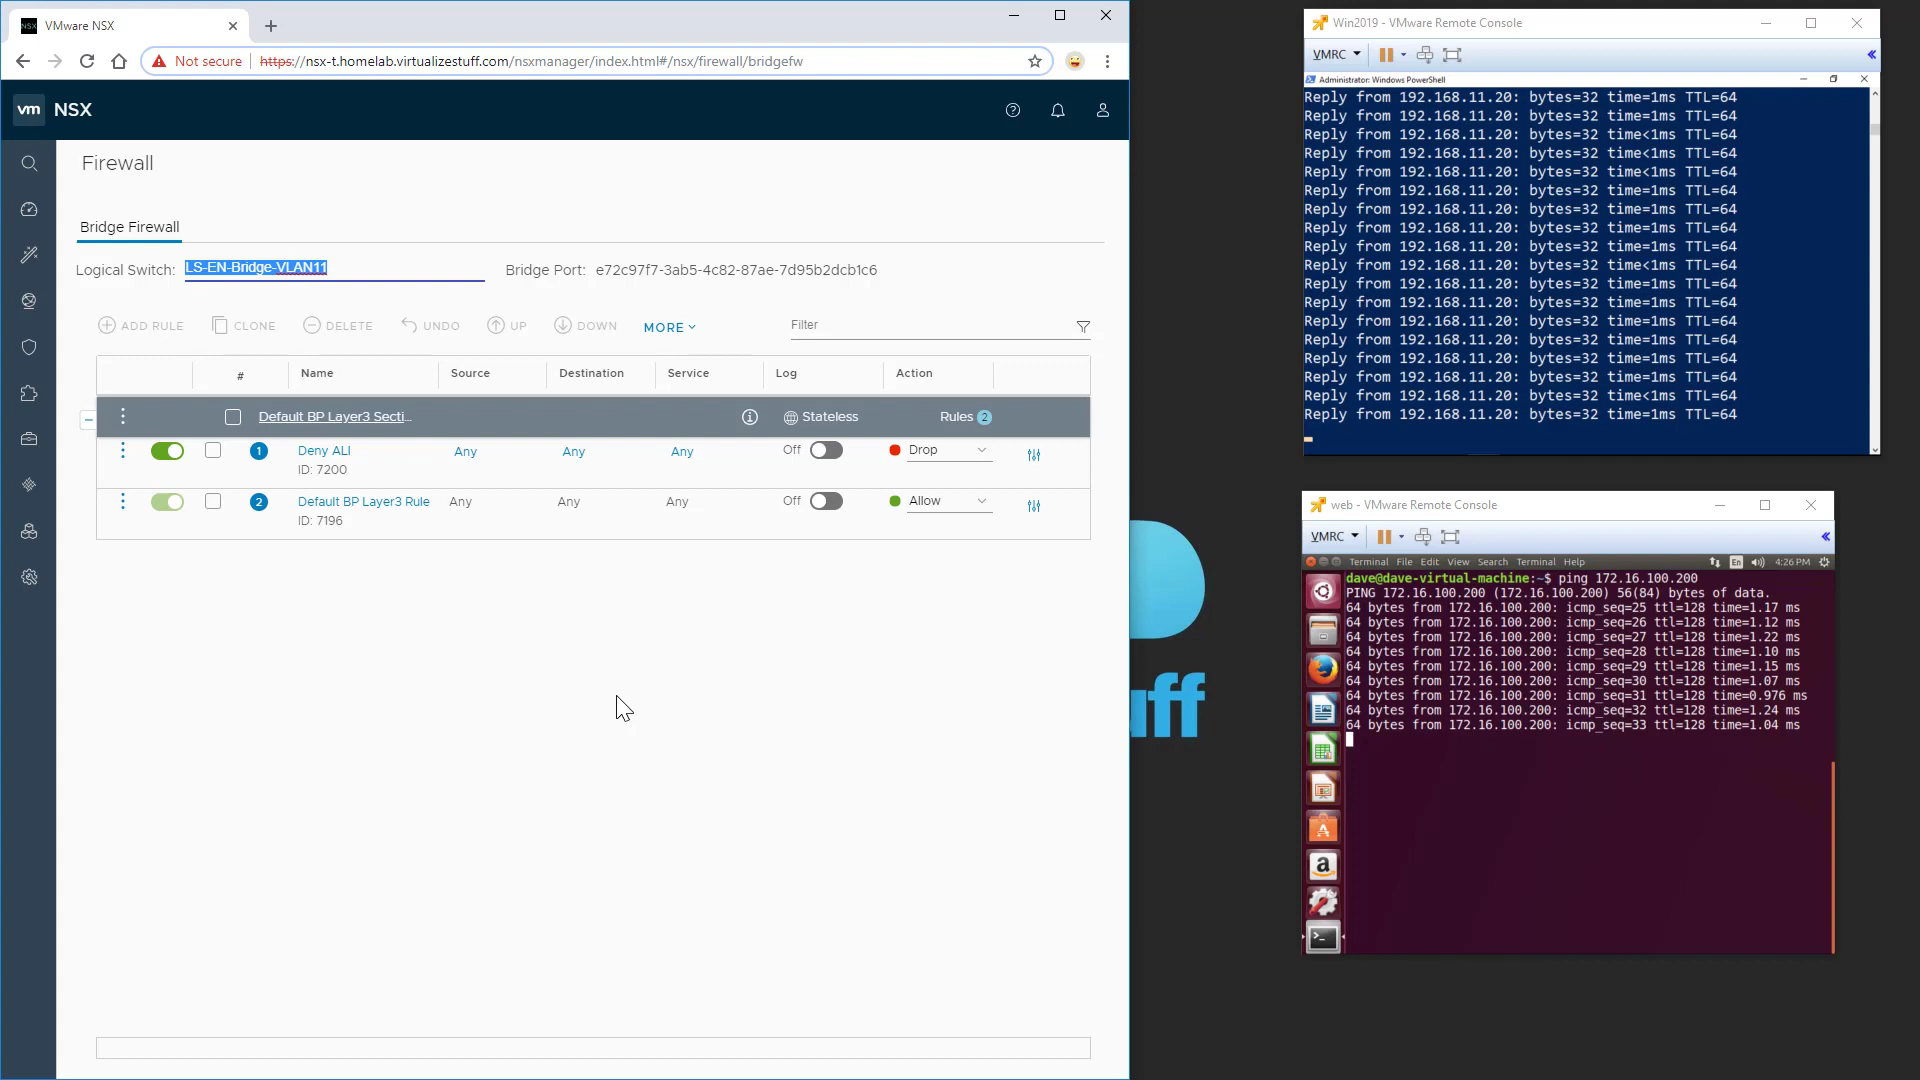 VMware NSX
Not secure https://nsx-t.homelab.virtualizestuff.com/nsxmanager/index.html#/nsx/firewall/bridgefw
vm NSX
Firewall
Bridge Firewall
Logical Switch: LS-EN-Bridge-VLAN11 Bridge Port: e72c97f7-3ab5-4c82-87ae-7d95b2dcb1c6
ADD RULE CLONE DELETE UNDO UP DOWN MORE Filter
# Name Source Destination Service Log Action
Default BP Layer3 Secti... Stateless Rules 2
1 Deny ALl Any Any Any Off Drop
ID: 7200
2 Default BP Layer3 Rule Any Any Any Off Allow
ID: 7196
uff
Win2019 - VMware Remote Console
VMRC
Administrator: Windows PowerShell
Reply from 192.168.11.20: bytes=32 time=1ms TTL=64
Reply from 192.168.11.20: bytes=32 time=1ms TTL=64
Reply from 192.168.11.20: bytes=32 time<1ms TTL=64
Reply from 192.168.11.20: bytes=32 time<1ms TTL=64
Reply from 192.168.11.20: bytes=32 time<1ms TTL=64
Reply from 192.168.11.20: bytes=32 time=1ms TTL=64
Reply from 192.168.11.20: bytes=32 time=1ms TTL=64
Reply from 192.168.11.20: bytes=32 time=1ms TTL=64
Reply from 192.168.11.20: bytes=32 time=1ms TTL=64
Reply from 192.168.11.20: bytes=32 time<1ms TTL=64
Reply from 192.168.11.20: bytes=32 time=1ms TTL=64
Reply from 192.168.11.20: bytes=32 time=1ms TTL=64
Reply from 192.168.11.20: bytes=32 time=1ms TTL=64
Reply from 192.168.11.20: bytes=32 time<1ms TTL=64
Reply from 192.168.11.20: bytes=32 time=1ms TTL=64
Reply from 192.168.11.20: bytes=32 time=1ms TTL=64
Reply from 192.168.11.20: bytes=32 time<1ms TTL=64
Reply from 192.168.11.20: bytes=32 time=1ms TTL=64
web - VMware Remote Console
VMRC
Terminal File Edit View Search Terminal Help En 4:26 PM
dave@dave-virtual-machine:~$ ping 172.16.100.200
PING 172.16.100.200 (172.16.100.200) 56(84) bytes of data.
64 bytes from 172.16.100.200: icmp_seq=25 ttl=128 time=1.17 ms
64 bytes from 172.16.100.200: icmp_seq=26 ttl=128 time=1.12 ms
64 bytes from 172.16.100.200: icmp_seq=27 ttl=128 time=1.22 ms
64 bytes from 172.16.100.200: icmp_seq=28 ttl=128 time=1.10 ms
64 bytes from 172.16.100.200: icmp_seq=29 ttl=128 time=1.15 ms
64 bytes from 172.16.100.200: icmp_seq=30 ttl=128 time=1.07 ms
64 bytes from 172.16.100.200: icmp_seq=31 ttl=128 time=0.976 ms
64 bytes from 172.16.100.200: icmp_seq=32 ttl=128 time=1.24 ms
64 bytes from 172.16.100.200: icmp_seq=33 ttl=128 time=1.04 ms